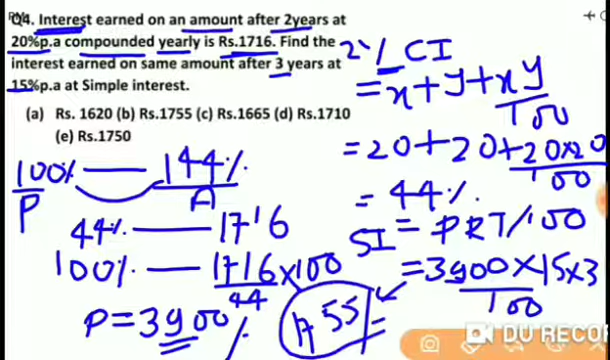 Q4. Interest earned on an amount after 2years at
20%p.a compounded yearly is Rs.1716. Find the
interest earned on same amount after 3 years at
15%p.a at Simple interest.
(a) Rs. 1620 (b) Rs.1755 (c) Rs.1665 (d) Rs.1710
(e) Rs.1750
2 Y CI
= x + y + xy/100
= 20 + 20 + 20×20/100
= 44%
SI = PRT/100
= 3900×15×3/100
= 1755
100% — 144%
P A
44% — 1716
100% — 1716×100/44
P = 3900/
DU RECO